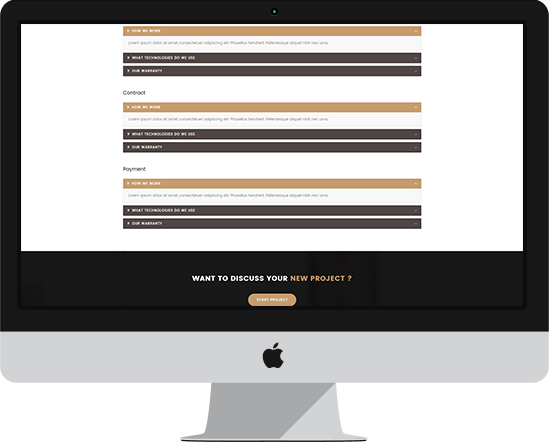 ? HOW WE WORK
Lorem ipsum dolor sit amet, consectetuer adipiscing elit. Phasellus hendrerit. Pellentesque aliquet nibh nec urna.
? WHAT TECHNOLOGIES DO WE USE
? OUR WARRANTY
Contract
? HOW WE WORK
Lorem ipsum dolor sit amet, consectetuer adipiscing elit. Phasellus hendrerit. Pellentesque aliquet nibh nec urna.
? WHAT TECHNOLOGIES DO WE USE
? OUR WARRANTY
Payment
? HOW WE WORK
Lorem ipsum dolor sit amet, consectetuer adipiscing elit. Phasellus hendrerit. Pellentesque aliquet nibh nec urna.
? WHAT TECHNOLOGIES DO WE USE
? OUR WARRANTY
WANT TO DISCUSS YOUR NEW PROJECT ?
START PROJECT